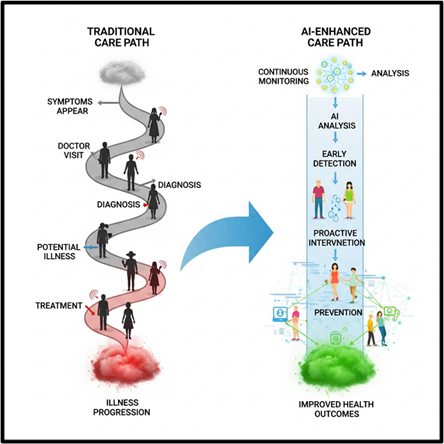 TRADITIONAL
CARE PATH
SYMPTOMS
APPEAR
DOCTOR
VISIT
DIAGNOSIS
DIAGNOSIS
POTENTIAL
ILLNESS
TREATMENT
ILLNESS
PROGRESSION
AI-ENHANCED
CARE PATH
CONTINUOUS
MONITORING
ANALYSIS
AI
ANALYSIS
EARLY
DETECTION
PROACTIVE
INTERVNETION
PREVENTION
IMPROVED HEALTH
OUTCOMES